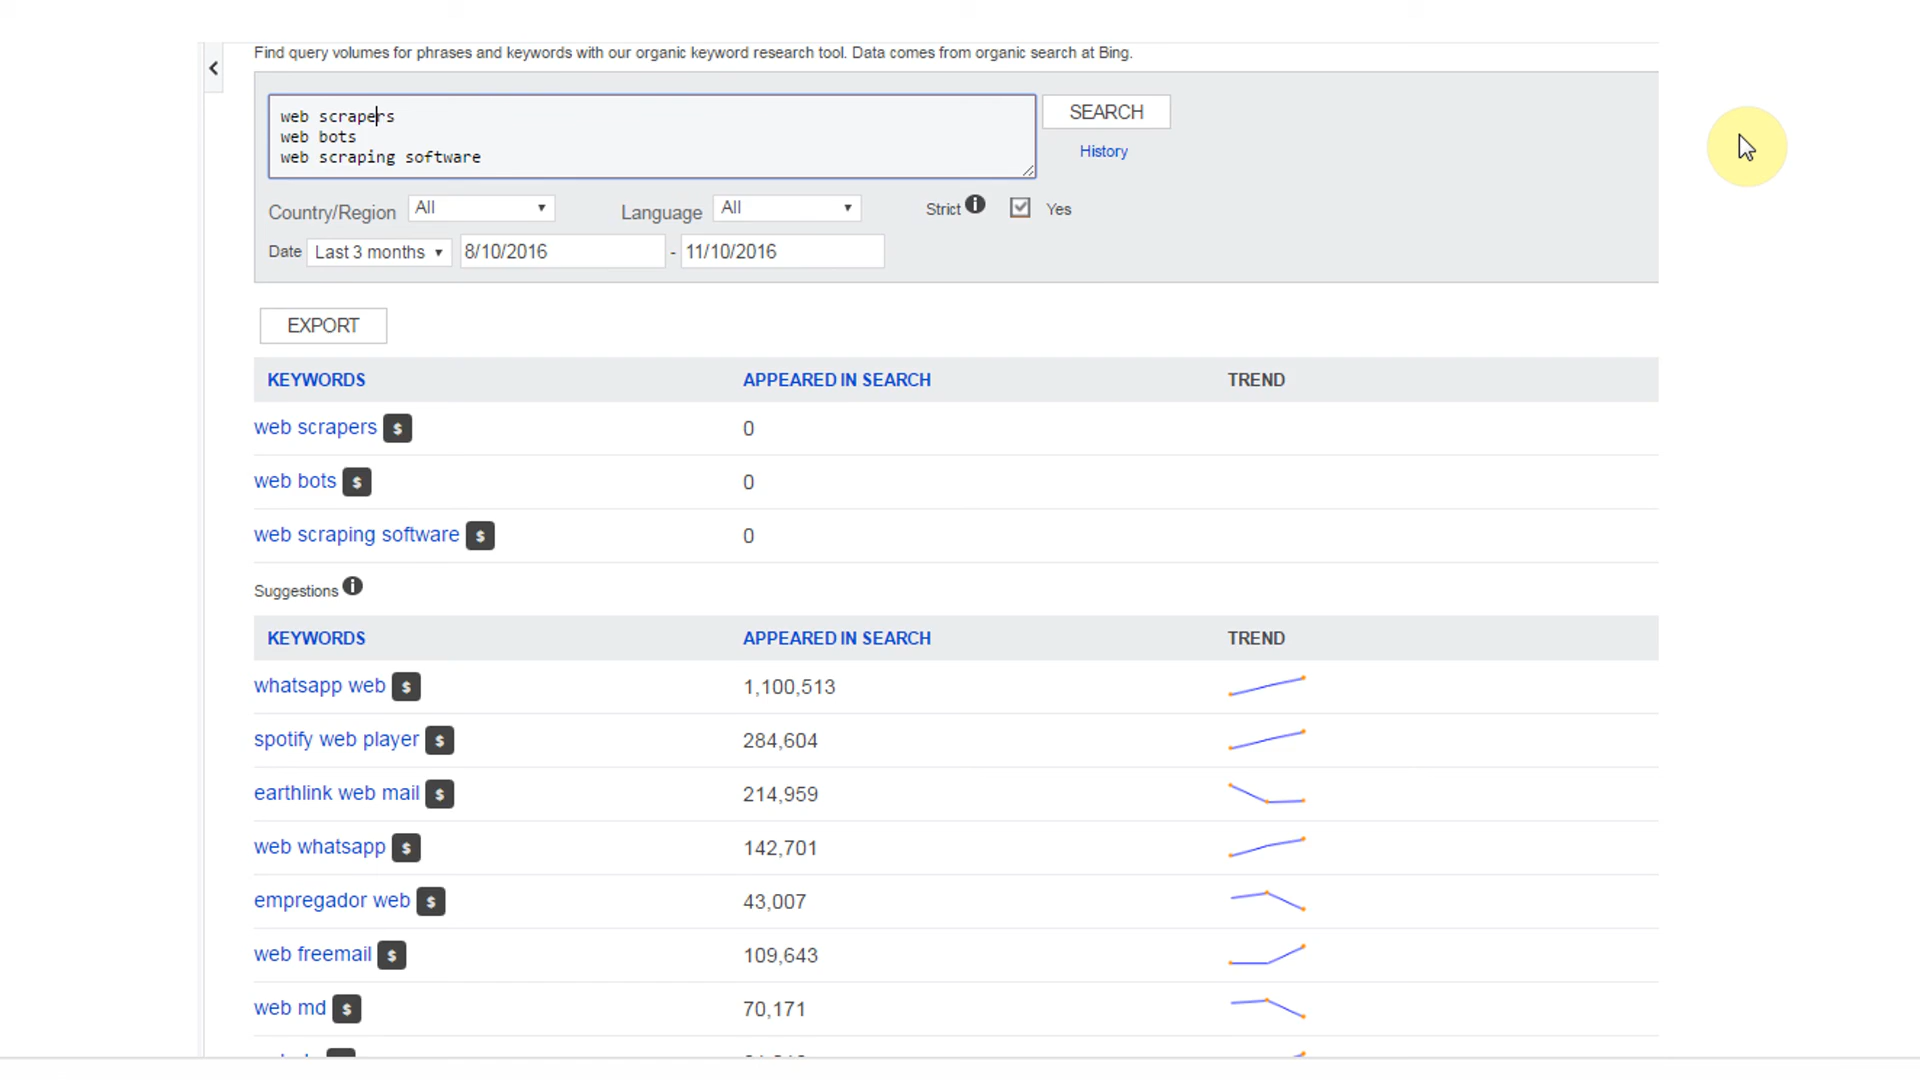 Find query volumes for phrases and keywords with our organic keyword research tool. Data comes from organic search at Bing.
web scrapers
web bots
web scraping software
SEARCH
History
Country/Region All Language All Strict Yes
Date Last 3 months 8/10/2016 - 11/10/2016
EXPORT
KEYWORDS APPEARED IN SEARCH TREND
web scrapers $ 0
web bots $ 0
web scraping software $ 0
Suggestions
KEYWORDS APPEARED IN SEARCH TREND
whatsapp web $ 1,100,513
spotify web player $ 284,604
earthlink web mail $ 214,959
web whatsapp $ 142,701
empregador web $ 43,007
web freemail $ 109,643
web md $ 70,171